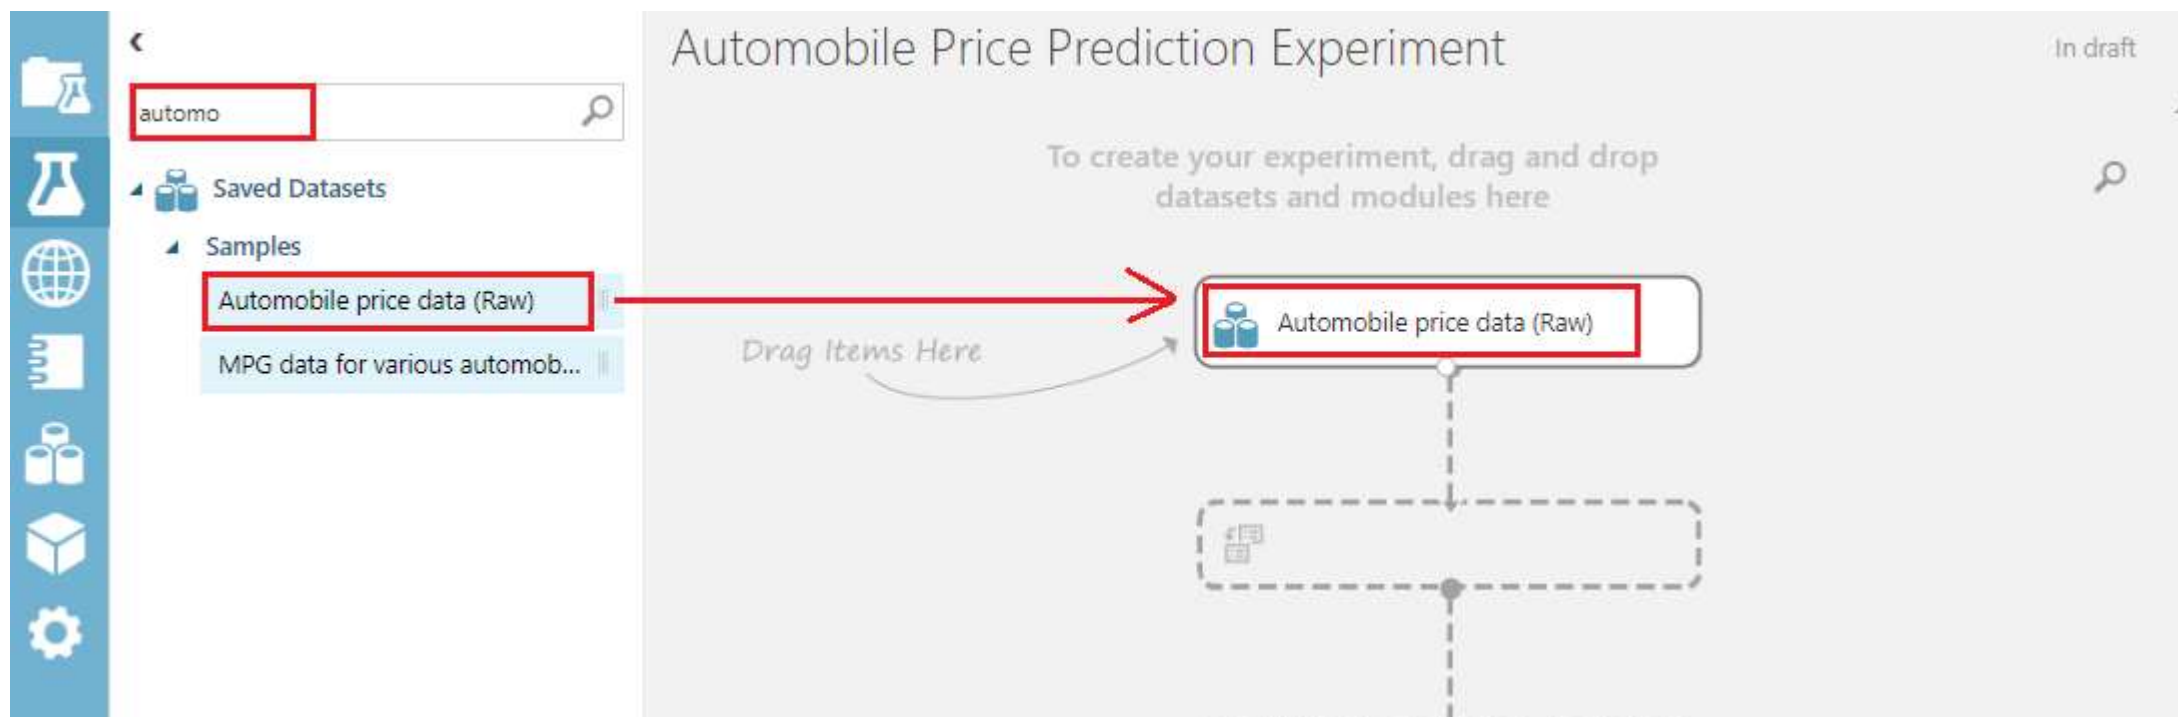 Automobile Price Prediction Experiment
In draft
automo
To create your experiment, drag and drop
datasets and modules here
Saved Datasets
Samples
Automobile price data (Raw)
MPG data for various automob...
Drag Items Here
Automobile price data (Raw)